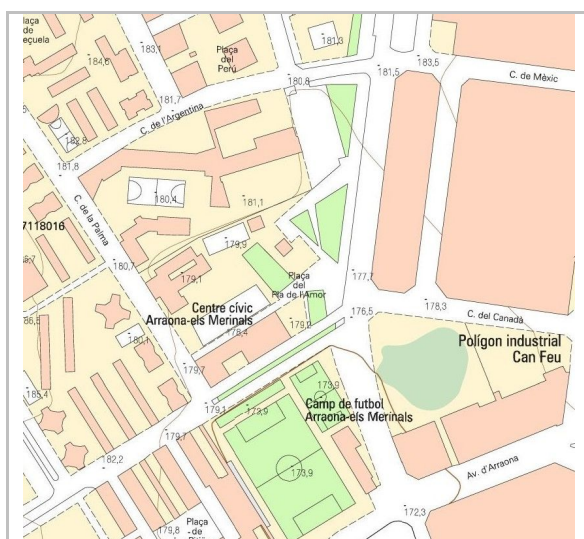 laça
de
183,1
184,6
Plaça
del
Perú
181,3
180,8
181,5
183,5
C. de Mèxic
181,7
C. de l'Argentina
182,8
181,8
180,4
181,1
C. de la Palma
7118016
179,9
180,7
179,1
Plaça
del
Pla de l'Amor
177,7
Centre cívic
Arraona-els Merinals
178,4
179,2
176,5
178,3
C. del Canadà
Polígon industrial
Can Feu
180,1
179,7
185,4
179,1
173,9
173,9
Camp de futbol
Arraona-els Merinals
179,7
182,2
173,9
Av. d'Arraona
172,3
Plaça
de
179,8